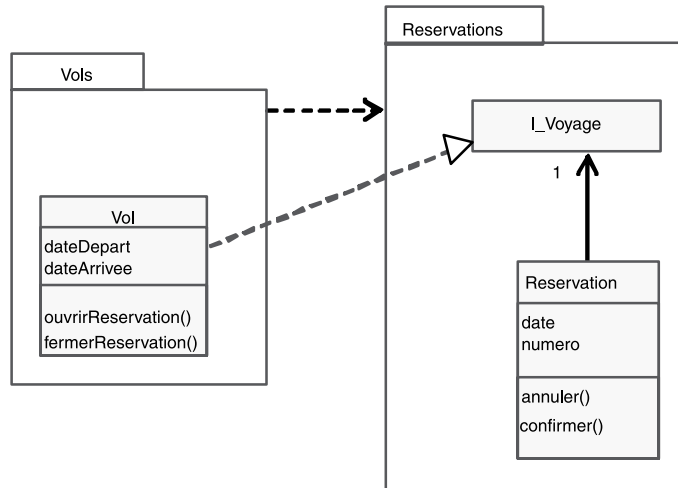 Reservations
Vols
I_Voyage
1
Vol
dateDepart
dateArrivee
ouvrirReservation()
fermerReservation()
Reservation
date
numero
annuler()
confirmer()